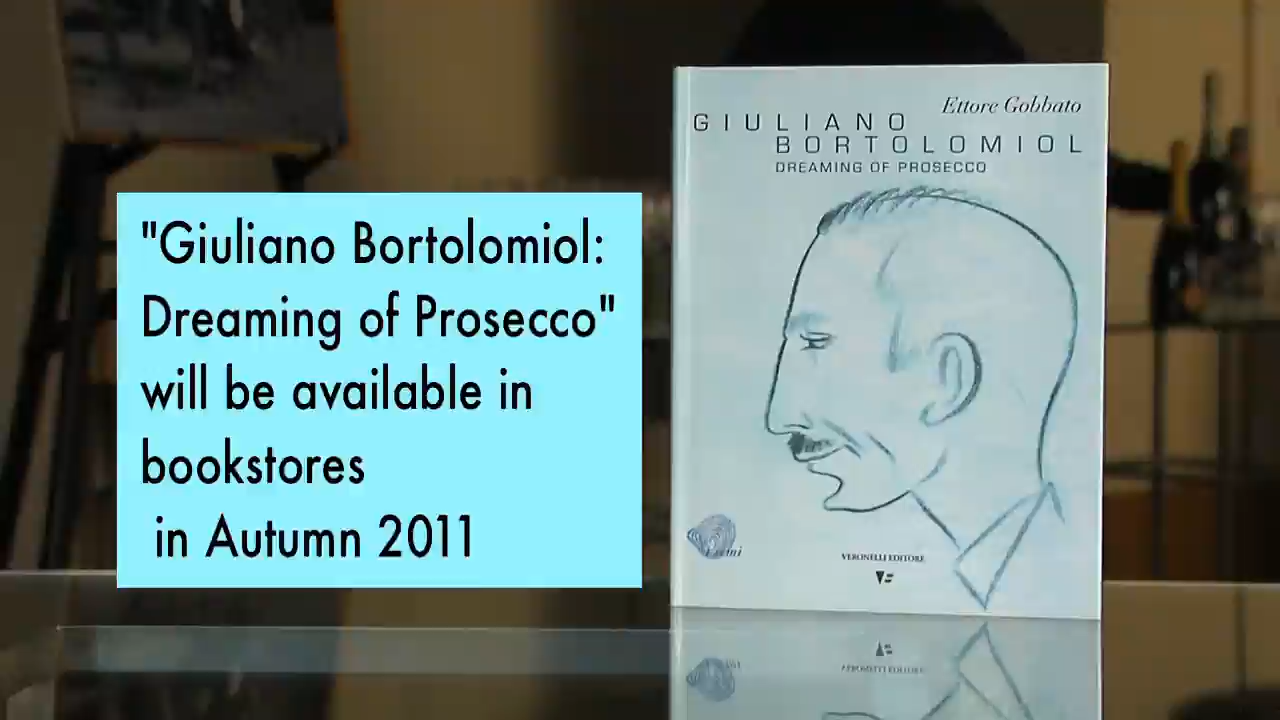 "Giuliano Bortolomiol:
Dreaming of Prosecco"
will be available in
bookstores
in Autumn 2011
Ettore Gobbato
GIULIANO
BORTOLOMIOL
DREAMING OF PROSECCO
VERONELLI EDITORE